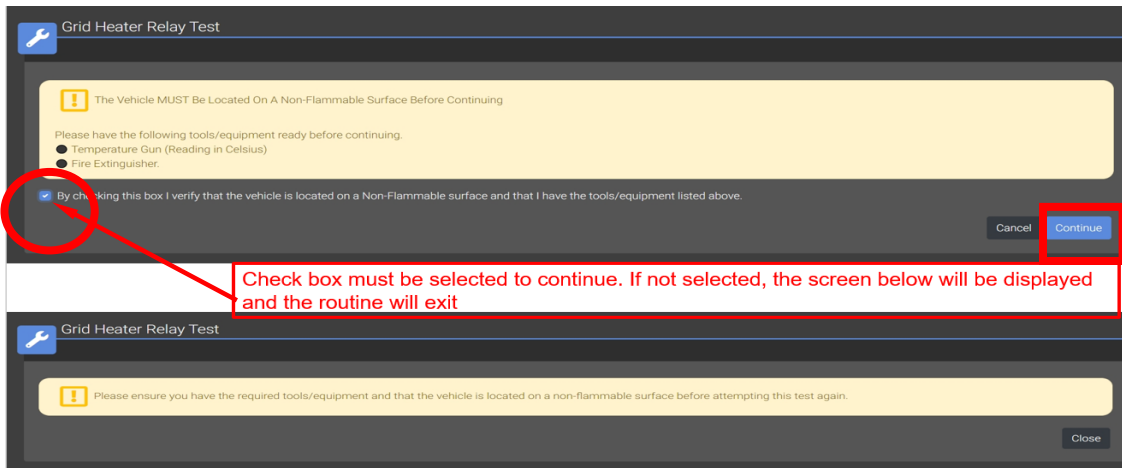 Grid Heater Relay Test
The Vehicle MUST Be Located On A Non-Flammable Surface Before Continuing
Please have the following tools/equipment ready before continuing.
Temperature Gun (Reading in Celsius)
Fire Extinguisher.
By checking this box I verify that the vehicle is located on a Non-Flammable surface and that I have the tools/equipment listed above.
Cancel Continue
Check box must be selected to continue. If not selected, the screen below will be displayed
and the routine will exit
Grid Heater Relay Test
Please ensure you have the required tools/equipment and that the vehicle is located on a non-flammable surface before attempting this test again.
Close